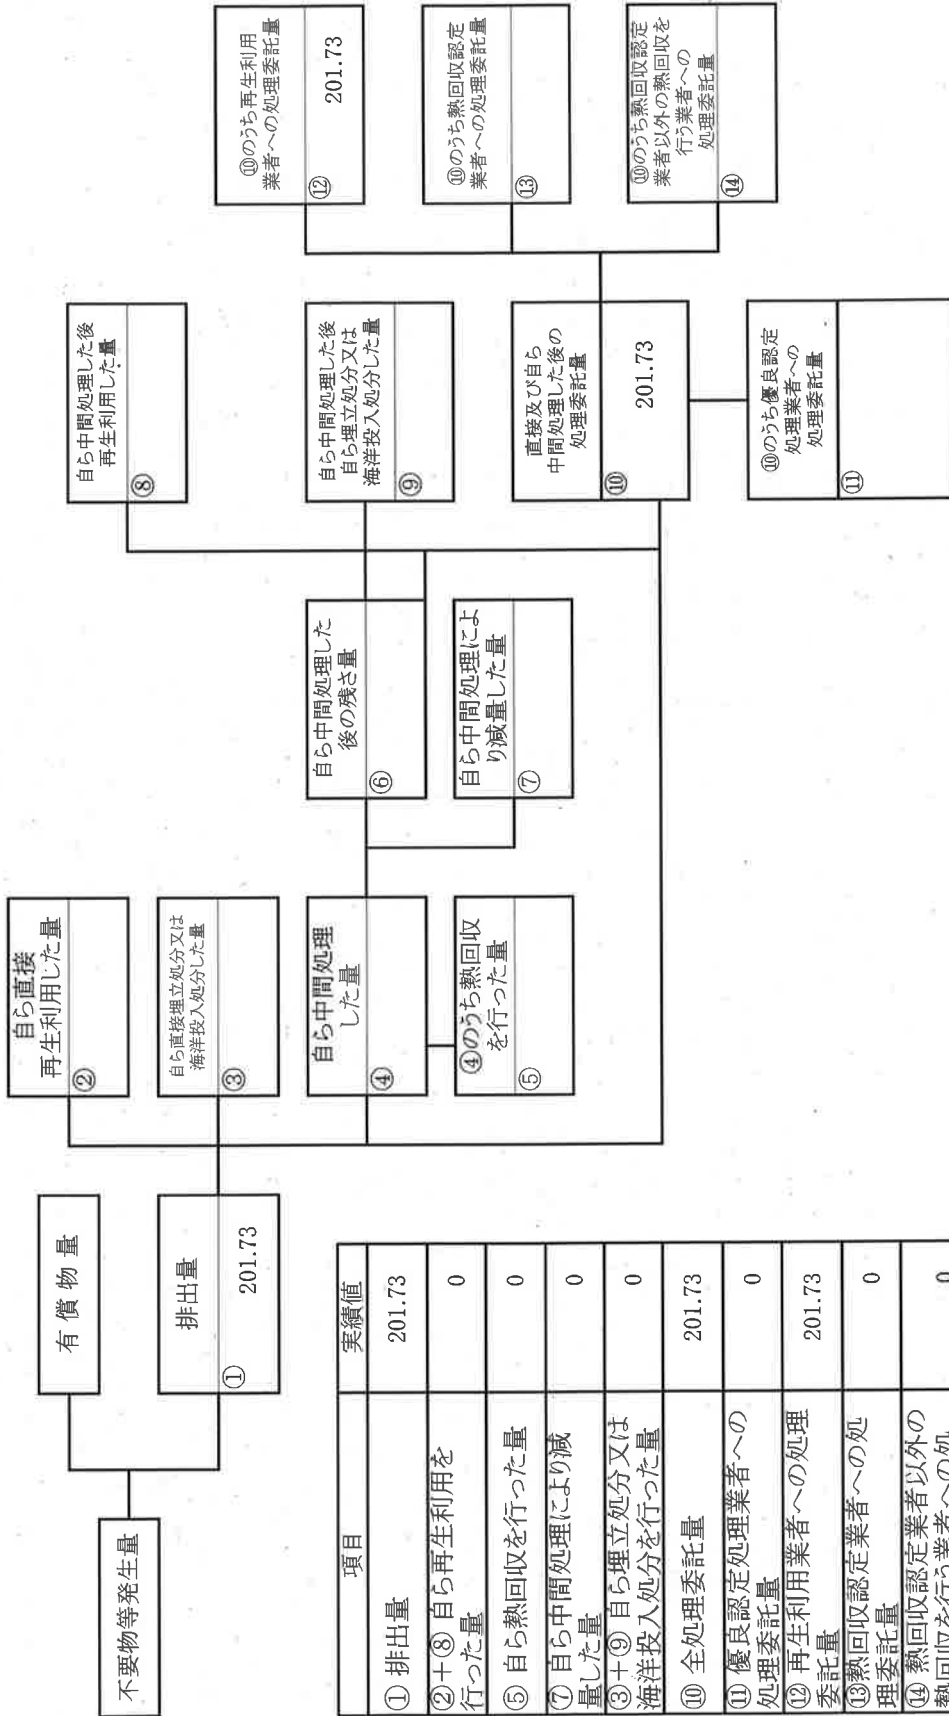 不要物等発生量
有償物量
排出量
①
201.73
自ら直接
再生利用した量
②
自ら直接埋立処分又は
海洋投入処分した量
③
自ら中間処理
した量
④
④のうち熱回収
を行った量
⑤
自ら中間処理した
後の残さ量
⑥
自ら中間処理によ
り減量した量
⑦
自ら中間処理した後
再生利用した量
⑧
自ら中間処理した後
自ら埋立処分又は
海洋投入処分した量
⑨
直接及び自ら
中間処理した後の
処理委託量
⑩
201.73
⑩のうち優良認定
処理業者への
処理委託量
⑪
⑩のうち再生利用
業者への処理委託量
⑫
201.73
⑩のうち熱回収認定
業者への処理委託量
⑬
⑩のうち熱回収認定
業者以外の熱回収を
行う業者への
処理委託量
⑭
項目 実績値
① 排出量 201.73
②+⑧ 自ら再生利用を
行った量 0
⑤ 自ら熱回収を行った量 0
⑦ 自ら中間処理により減
量した量 0
③+⑨ 自ら埋立処分又は
海洋投入処分を行った量 0
⑩ 全処理委託量 201.73
⑪ 優良認定処理業者への
処理委託量 0
⑫ 再生利用業者への処理
委託量 201.73
⑬熱回収認定業者への処
理委託量 0
⑭ 熱回収認定業者以外の
熱回収を行う業者への処 0